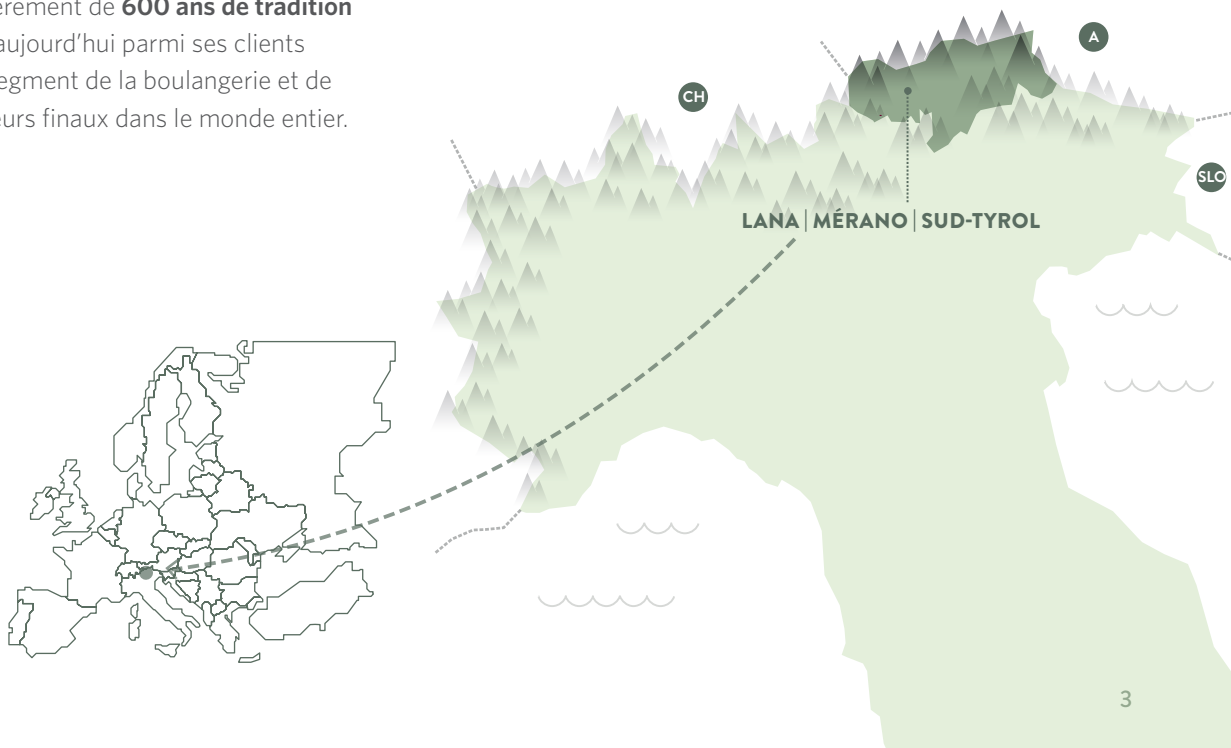 de 600 ans de tradition
aujourd’hui parmi ses clients
de la boulangerie et de
finaux dans le monde entier.
A
CH
SLO
LANA | MÉRANO | SUD-TYROL
3